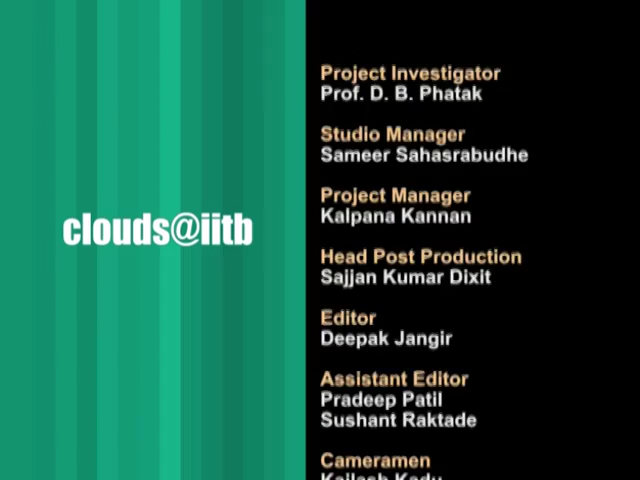 clouds@iitb
Project Investigator
Prof. D. B. Phatak
Studio Manager
Sameer Sahasrabudhe
Project Manager
Kalpana Kannan
Head Post Production
Sajjan Kumar Dixit
Editor
Deepak Jangir
Assistant Editor
Pradeep Patil
Sushant Raktade
Cameramen
Kailash